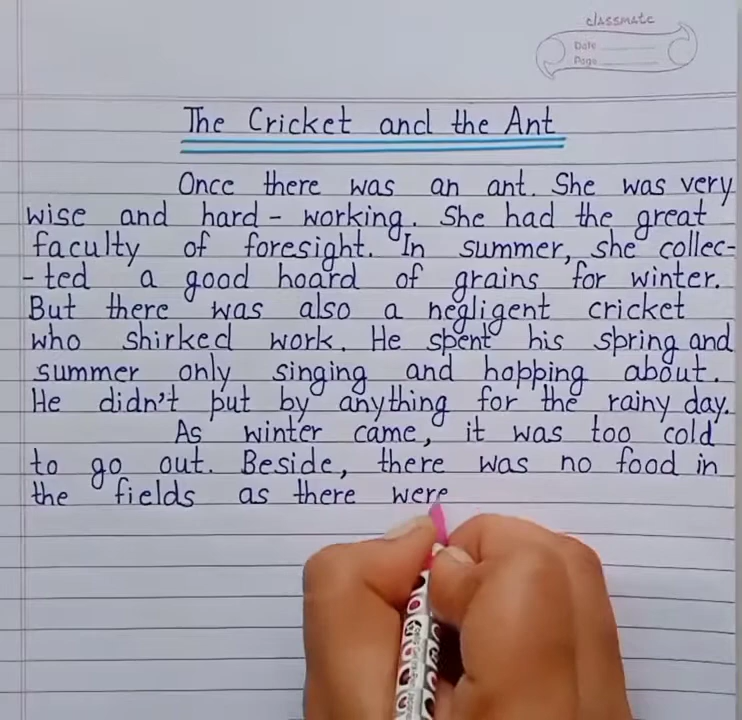 classmate
Date
Page
The Cricket and the Ant
Once there was an ant. She was very
wise and hard - working. She had the great
faculty of foresight. In summer, she collec-
-ted a good hoard of grains for winter.
But there was also a negligent cricket
who shirked work. He spent his spring and
summer only singing and hopping about.
He didn't put by anything for the rainy day.
As winter came, it was too cold
to go out. Beside, there was no food in
the fields as there were